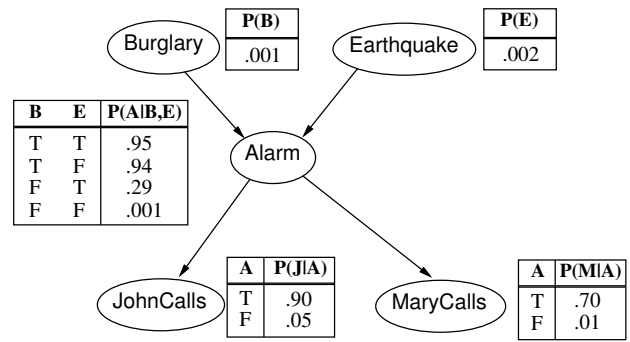 Burglary
P(B)
.001
Earthquake
P(E)
.002
B E P(A|B,E)
T T .95
T F .94
F T .29
F F .001
Alarm
JohnCalls
A P(J|A)
T .90
F .05
MaryCalls
A P(M|A)
T .70
F .01